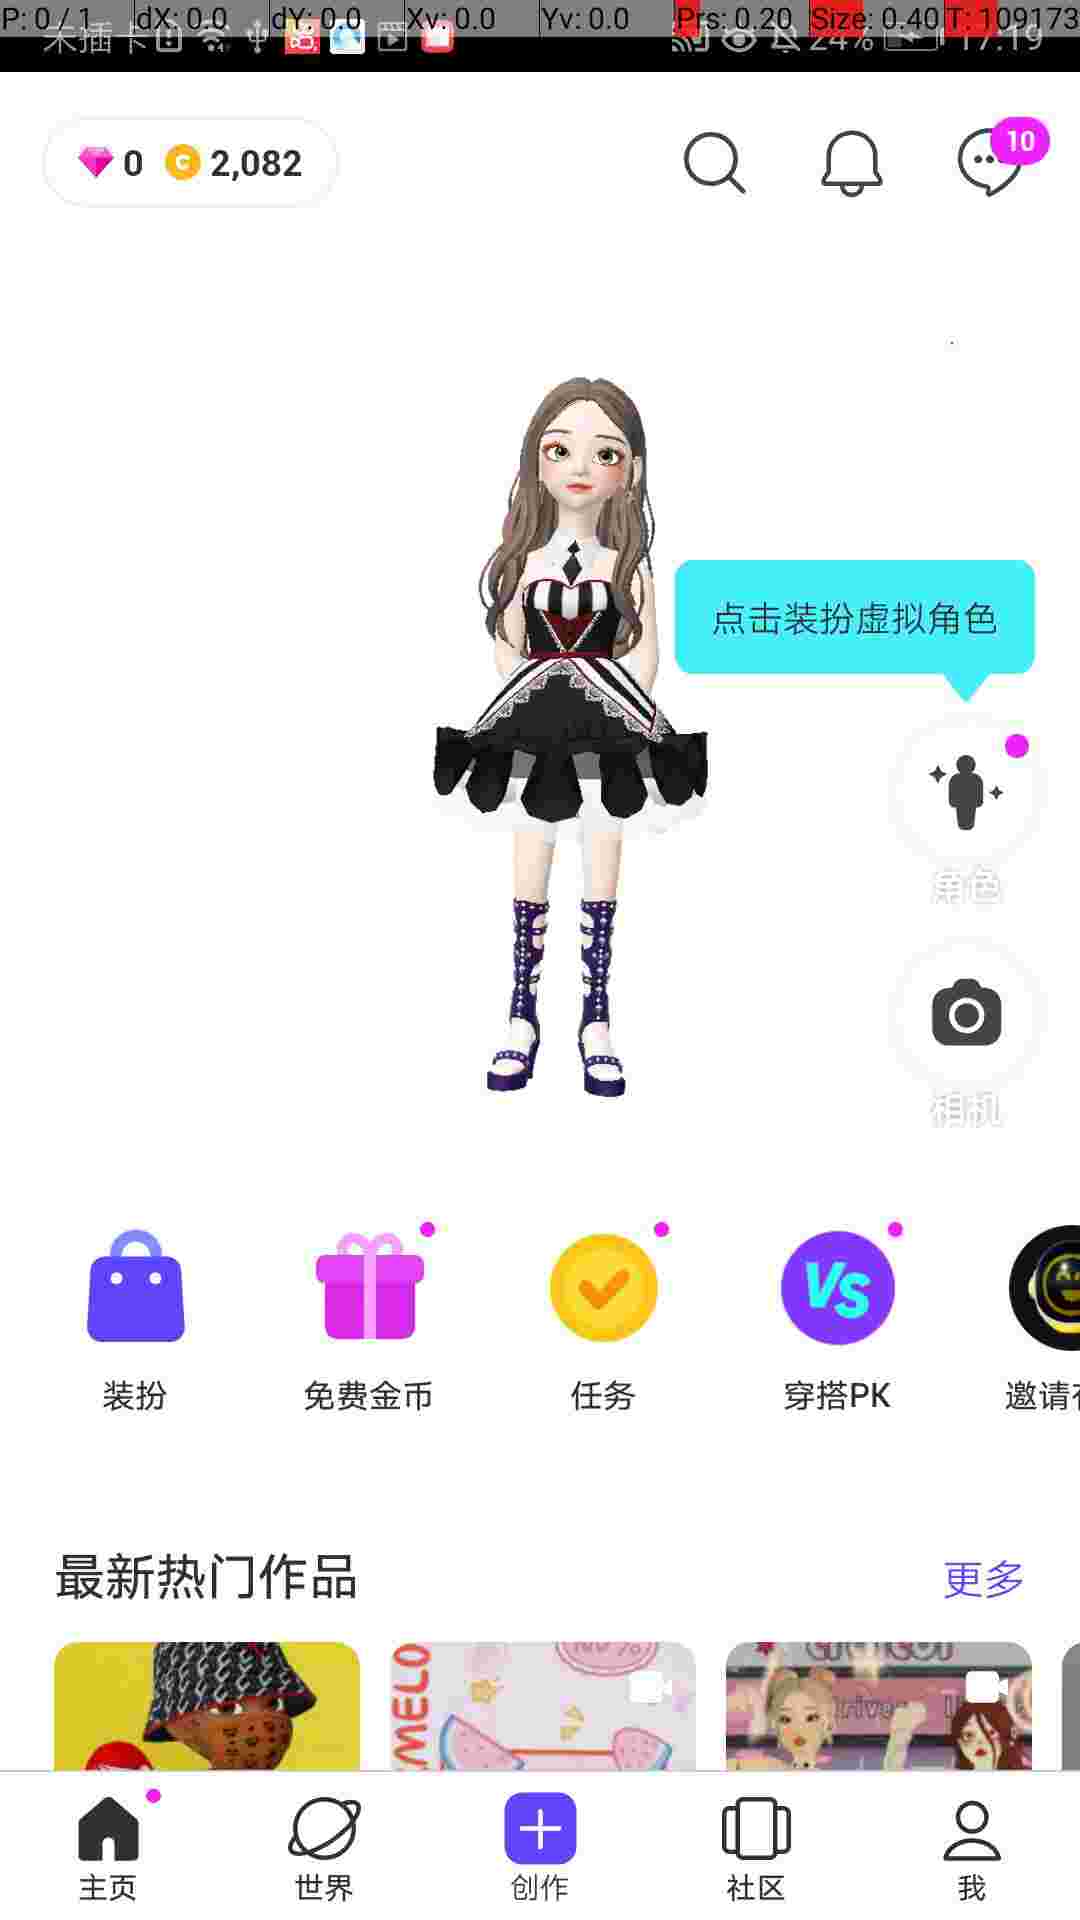 P: 0 / 1 dX: 0.0 dY: 0.0 Xv: 0.0 Yv: 0.0 Prs: 0.20 Size: 0.40 T: 109173
未插卡 24% 17:19
0 2,082 10
点击装扮虚拟角色
角色
相机
VS
装扮 免费金币 任务 穿搭PK 邀请
最新热门作品 更多
MELO
主页 世界 创作 社区 我